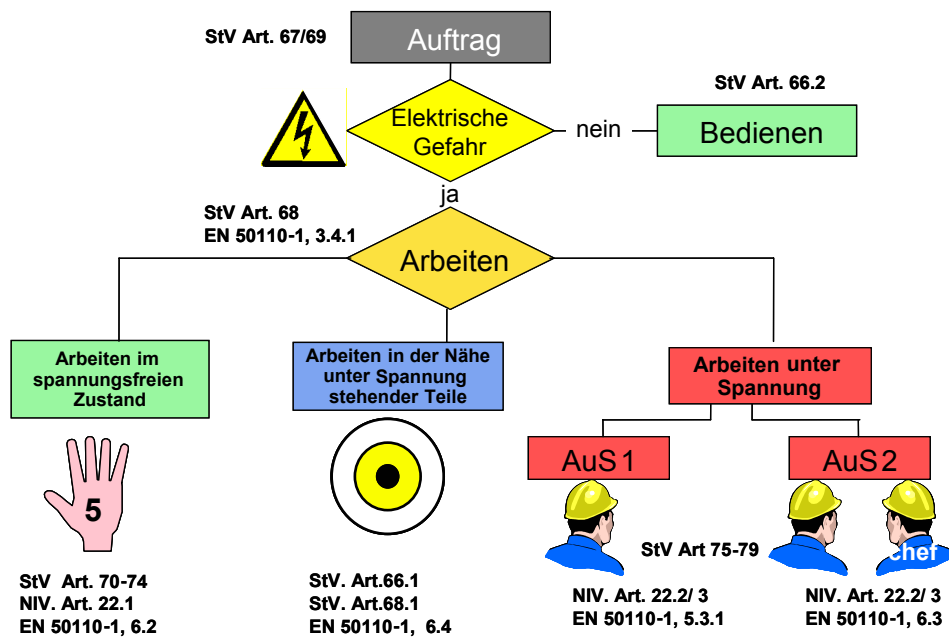 StV Art. 67/69
Auftrag
StV Art. 66.2
Elektrische
Gefahr
nein
Bedienen
ja
StV Art. 68
EN 50110-1, 3.4.1
Arbeiten
Arbeiten im
spannungsfreien
Zustand
Arbeiten in der Nähe
unter Spannung
stehender Teile
Arbeiten unter
Spannung
AuS1
AuS2
5
chef
StV Art 75-79
StV Art. 70-74
NIV. Art. 22.1
EN 50110-1, 6.2
StV. Art.66.1
StV. Art.68.1
EN 50110-1, 6.4
NIV. Art. 22.2/ 3
EN 50110-1, 5.3.1
NIV. Art. 22.2/ 3
EN 50110-1, 6.3